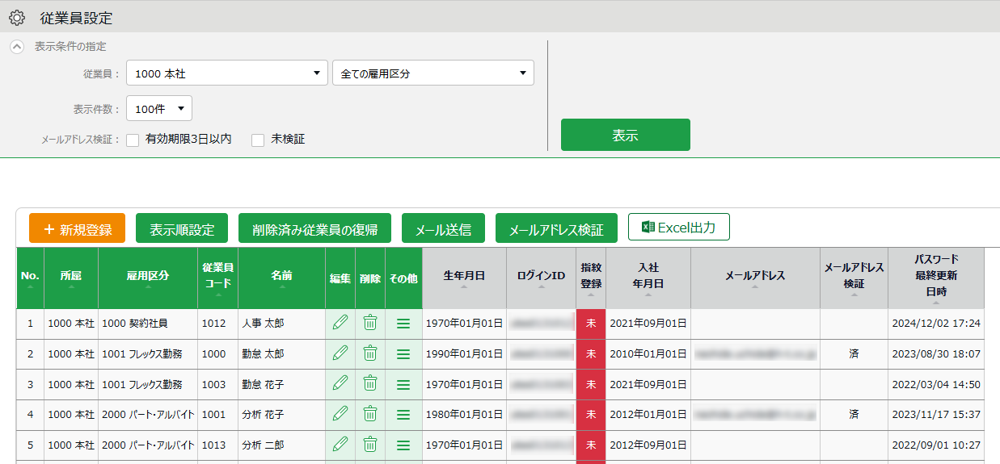 従業員設定
表示条件の指定
従業員： 1000 本社 全ての雇用区分
表示件数： 100件
メールアドレス検証： 有効期限3日以内 未検証
表示
＋ 新規登録 表示順設定 削除済み従業員の復帰 メール送信 メールアドレス検証 Excel出力
No. 所属 雇用区分 従業員コード 名前 編集 削除 その他 生年月日 ログインID 指紋登録 入社年月日 メールアドレス メールアドレス検証 パスワード最終更新日時
1 1000 本社 1000 契約社員 1012 人事 太郎 1970年01月01日 未 2021年09月01日 2024/12/02 17:24
2 1000 本社 1001 フレックス勤務 1000 勤怠 太郎 1990年01月01日 未 2010年01月01日 済 2023/08/30 18:07
3 1000 本社 1001 フレックス勤務 1003 勤怠 花子 1970年01月01日 未 2021年09月01日 2022/03/04 14:50
4 1000 本社 2000 パート・アルバイト 1001 分析 花子 1980年01月01日 未 2012年01月01日 済 2023/11/17 15:37
5 1000 本社 2000 パート・アルバイト 1013 分析 二郎 1970年01月01日 未 2012年09月01日 2022/09/01 10:27